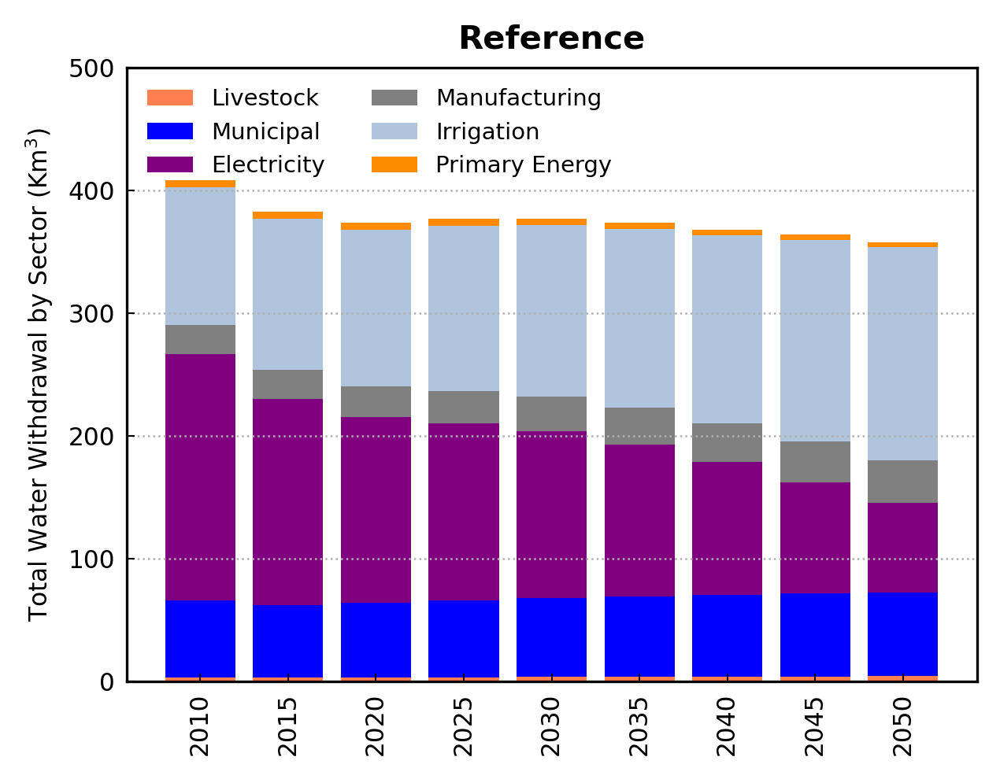 Reference
Total Water Withdrawal by Sector (Km³)
500
400
300
200
100
0
Livestock
Municipal
Electricity
Manufacturing
Irrigation
Primary Energy
2010
2015
2020
2025
2030
2035
2040
2045
2050